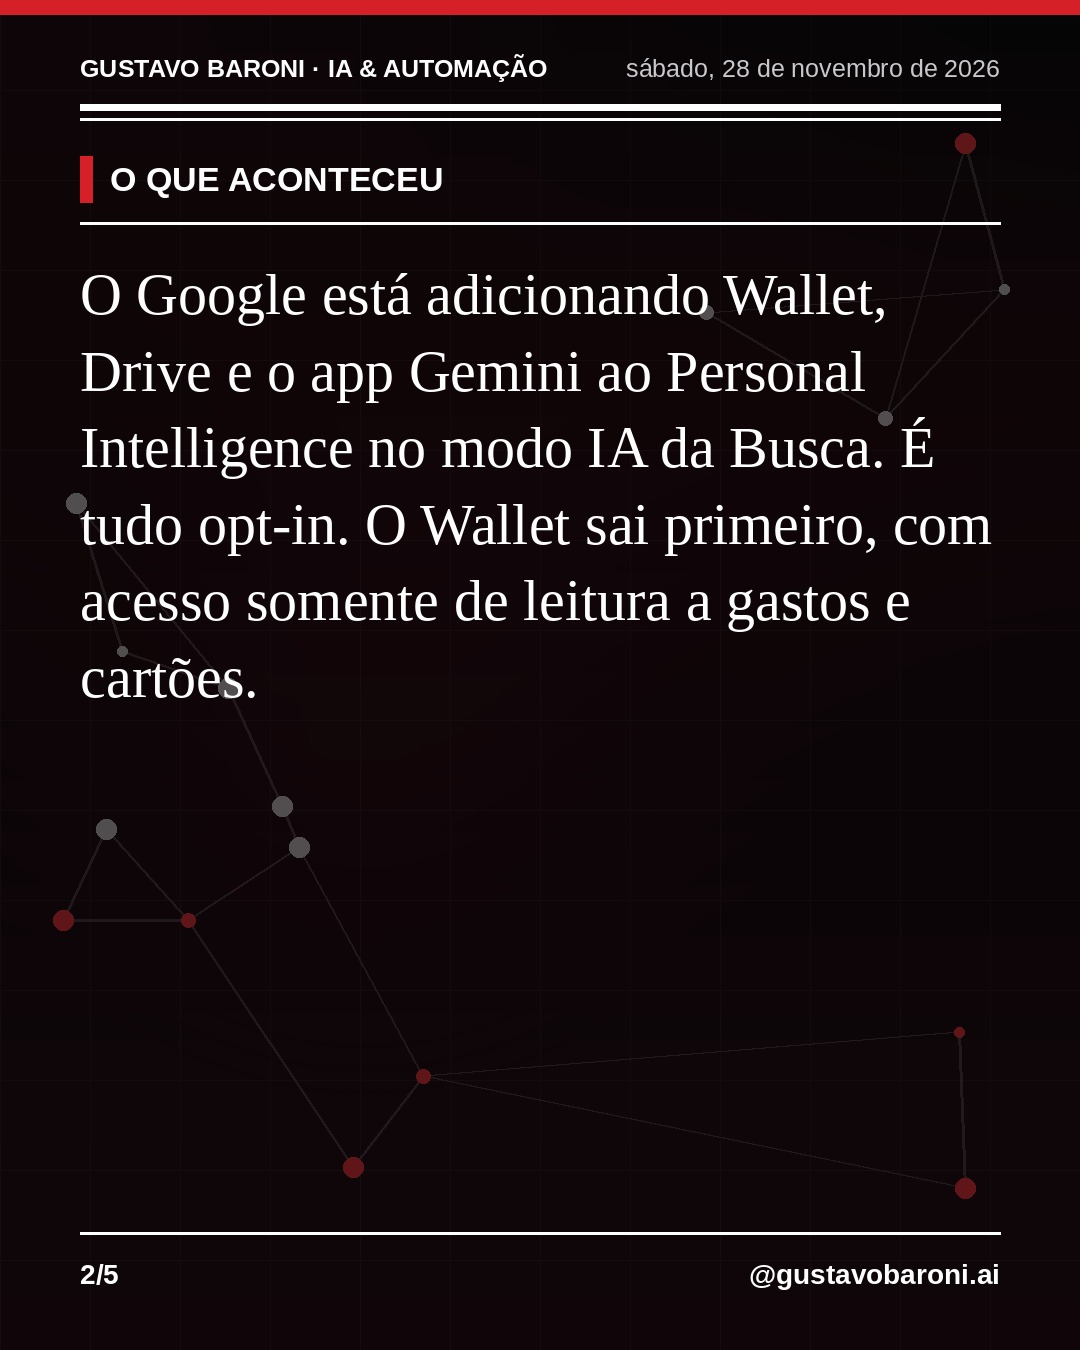 GUSTAVO BARONI · IA & AUTOMAÇÃO
sábado, 28 de novembro de 2026
O QUE ACONTECEU
O Google está adicionando Wallet,
Drive e o app Gemini ao Personal
Intelligence no modo IA da Busca. É
tudo opt-in. O Wallet sai primeiro, com
acesso somente de leitura a gastos e
cartões.
2/5
@gustavobaroni.ai